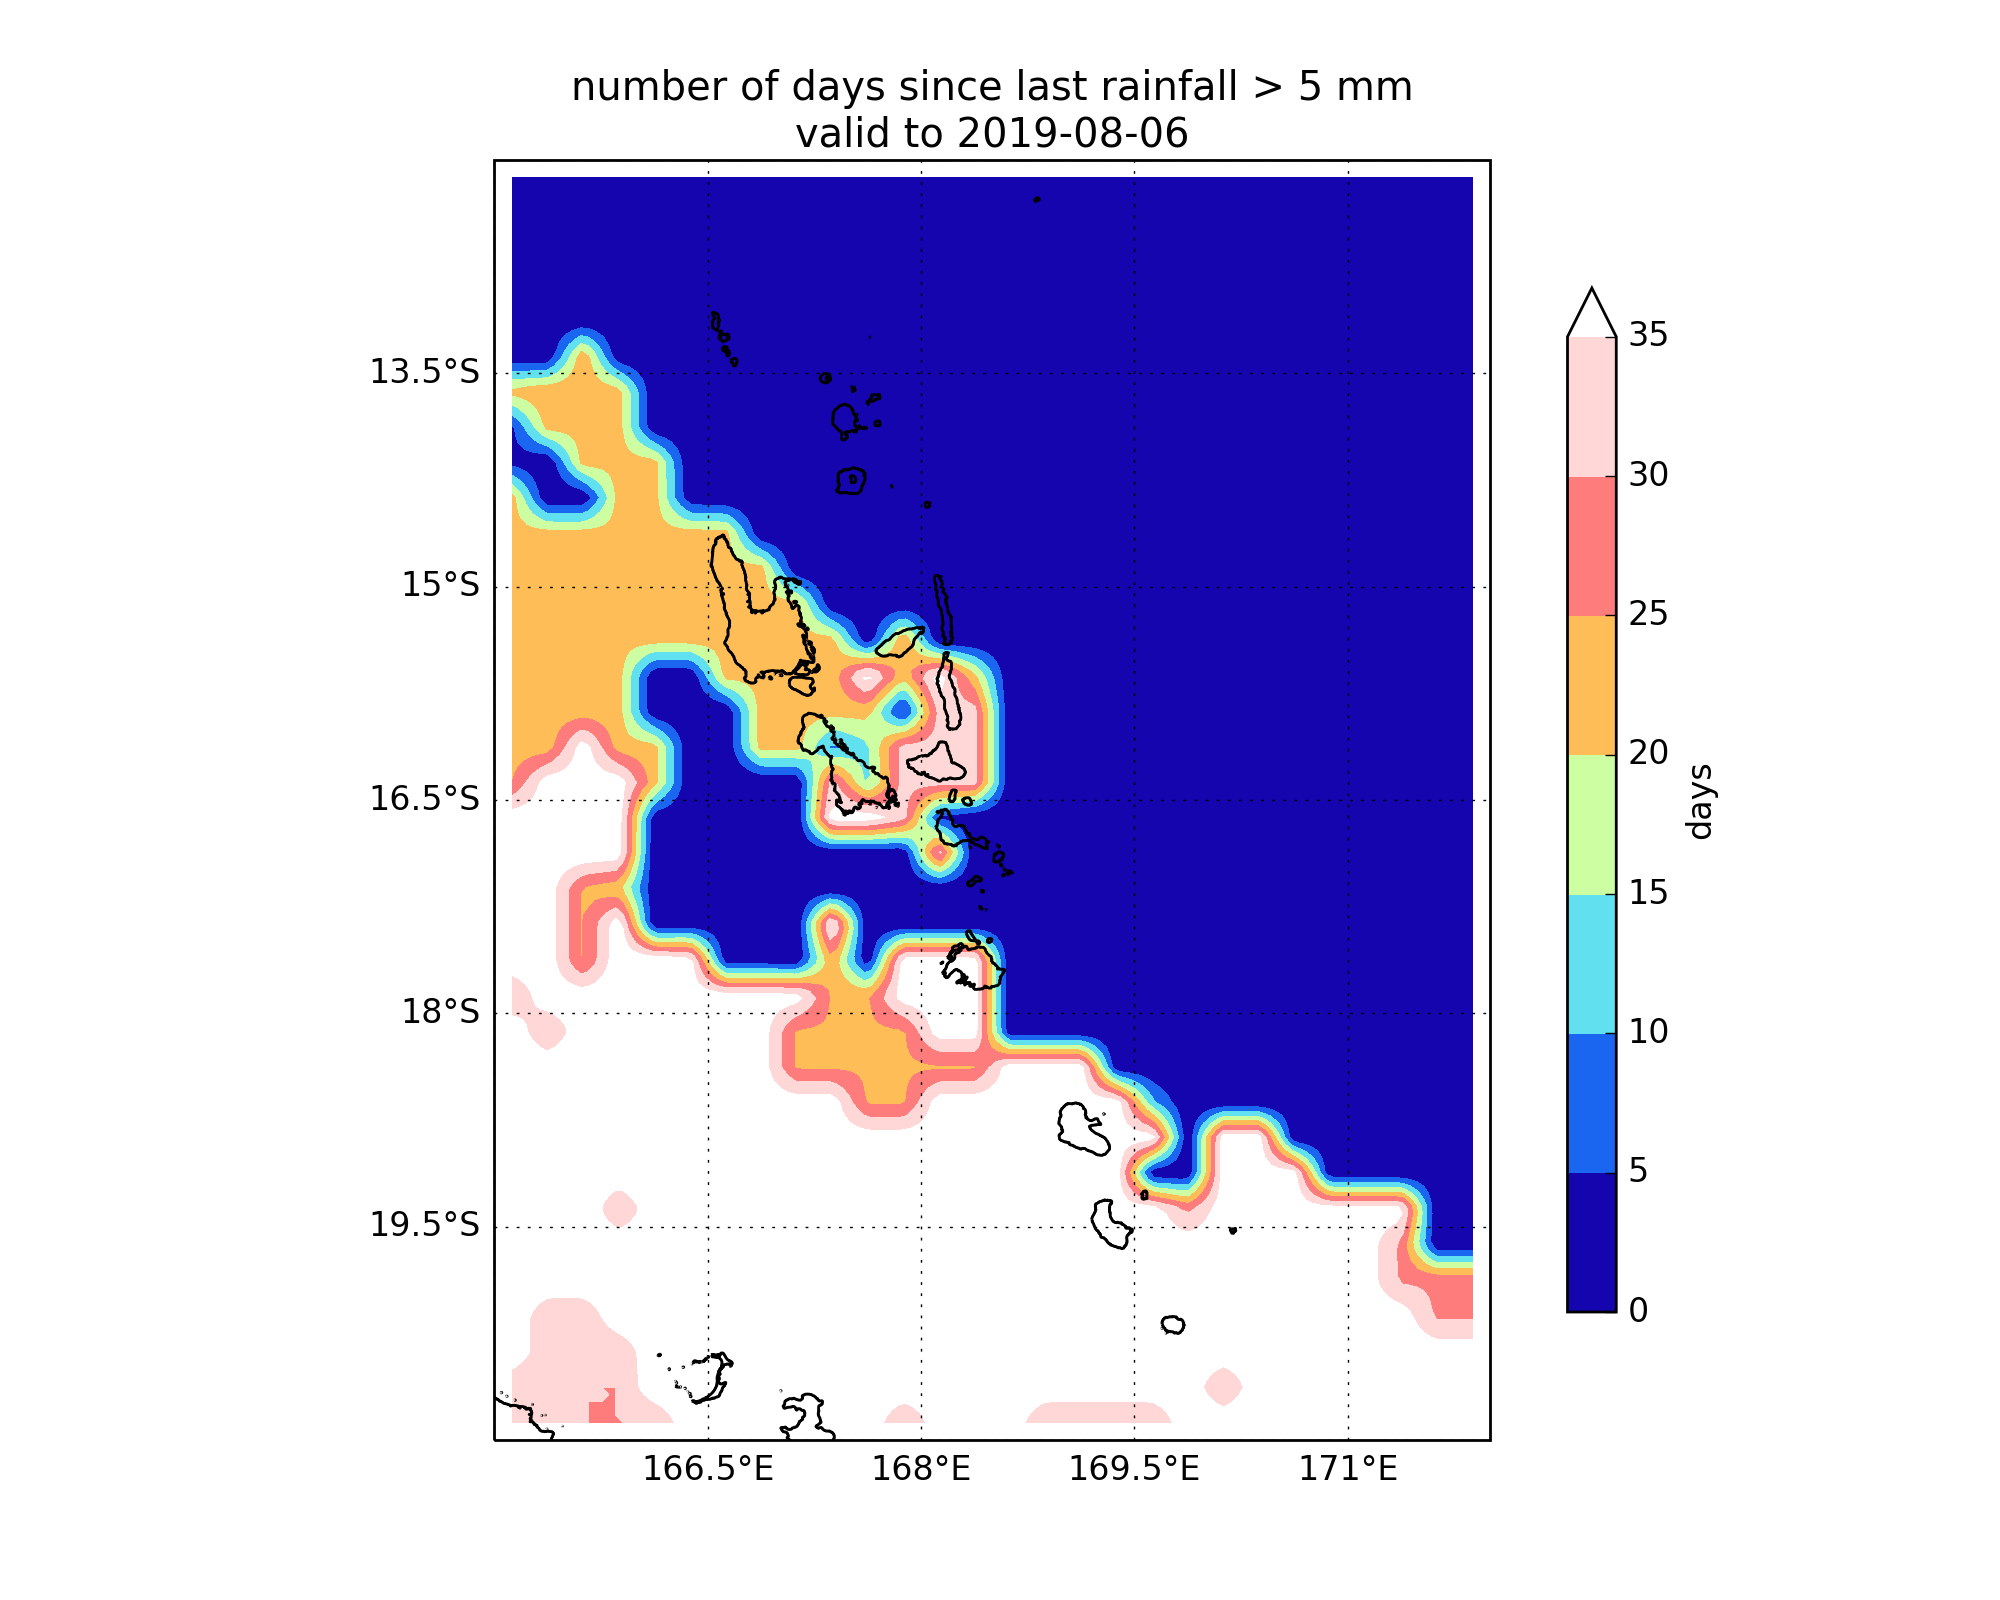 number of days since last rainfall > 5 mm
valid to 2019-08-06
13.5°S
15°S
16.5°S
18°S
19.5°S
166.5°E
168°E
169.5°E
171°E
35
30
25
20
15
10
5
0
days